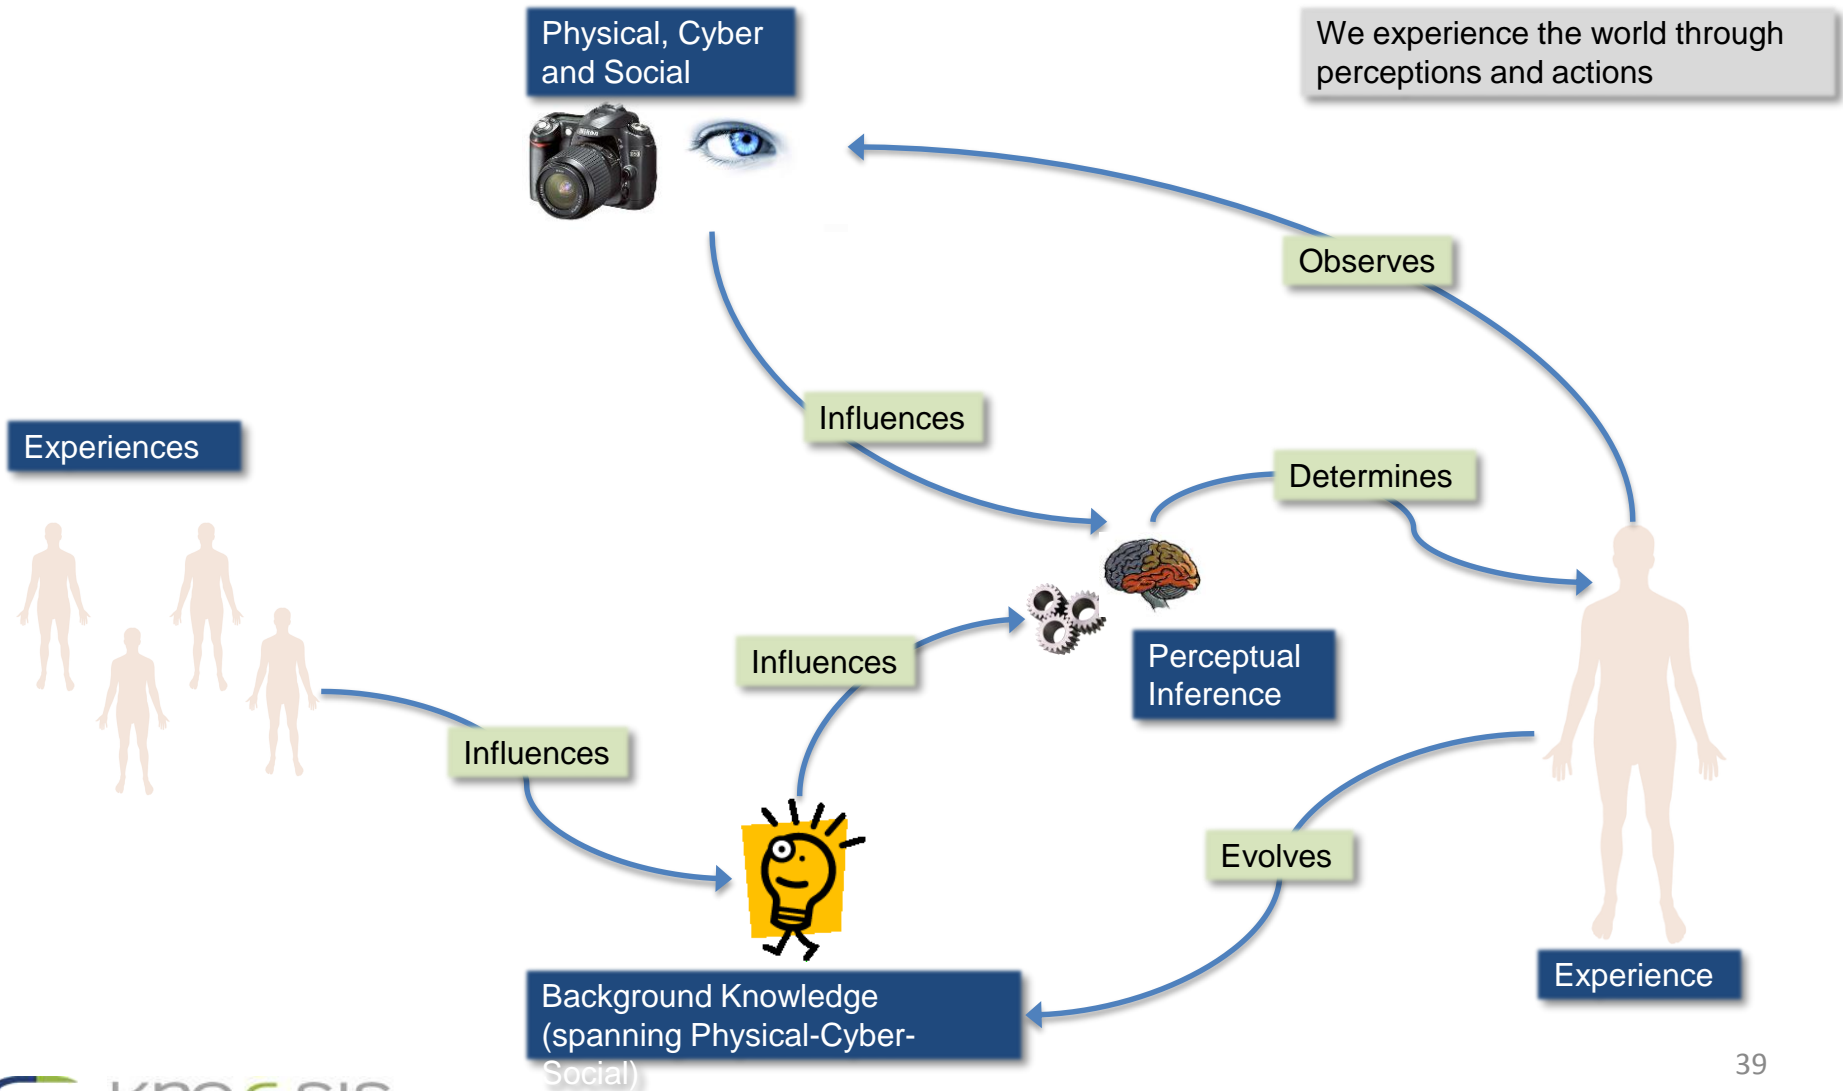 Physical, Cyber
and Social
We experience the world through
perceptions and actions
Observes
Influences
Experiences
Determines
Influences
Perceptual
Inference
Influences
Evolves
Background Knowledge
(spanning Physical-Cyber-
Social)
Experience
39